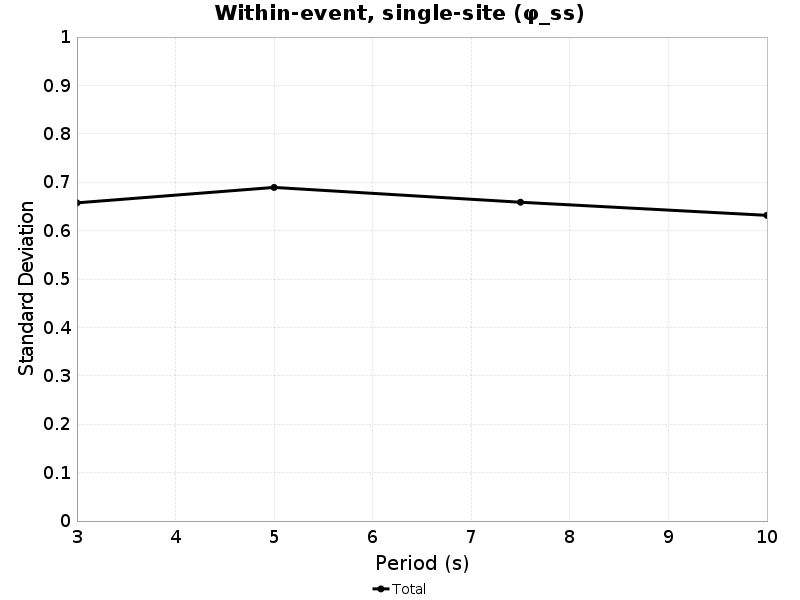 Within-event, single-site (φ_ss)
1
0.9
0.8
0.7
0.6
0.5
0.4
0.3
0.2
0.1
0
Standard Deviation
3 4 5 6 7 8 9 10
Period (s)
Total